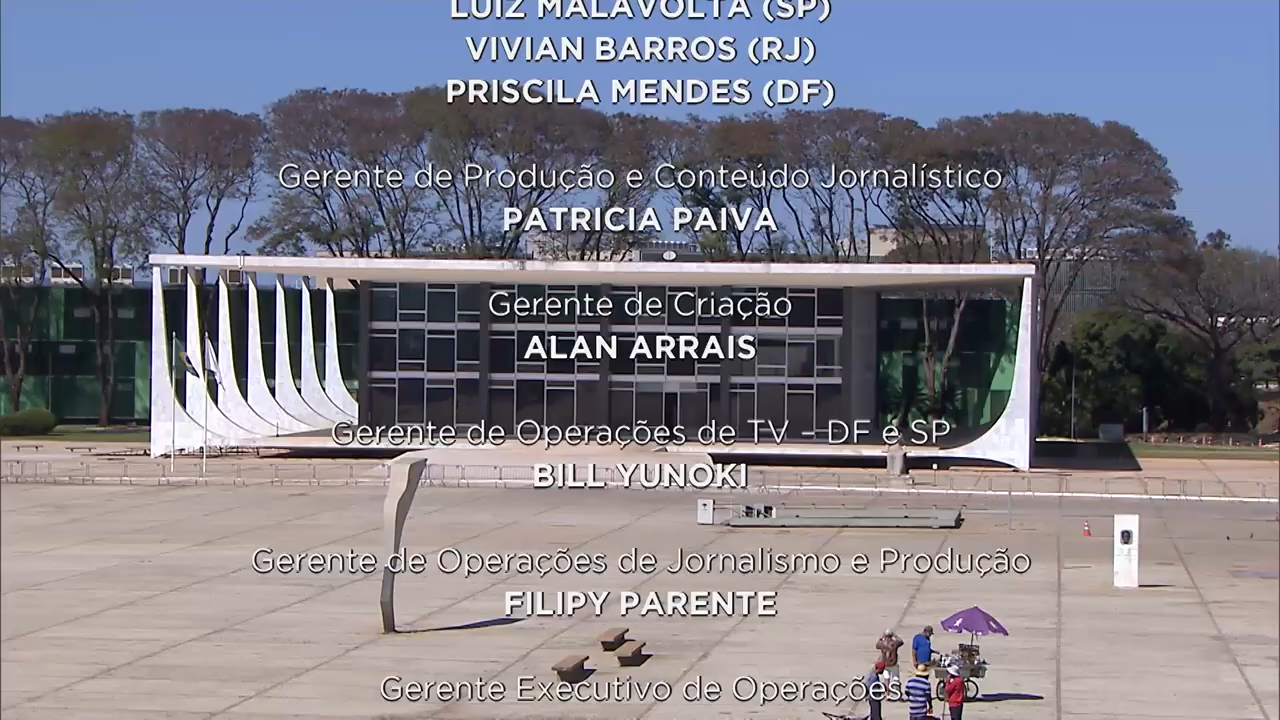 LUIZ MALAVOLTA (SP)
VIVIAN BARROS (RJ)
PRISCILA MENDES (DF)
Gerente de Produção e Conteúdo Jornalístico
PATRICIA PAIVA
Gerente de Criação
ALAN ARRAIS
Gerente de Operações de TV – DF e SP
BILL YUNOKI
Gerente de Operações de Jornalismo e Produção
FILIPY PARENTE
Gerente Executivo de Operações